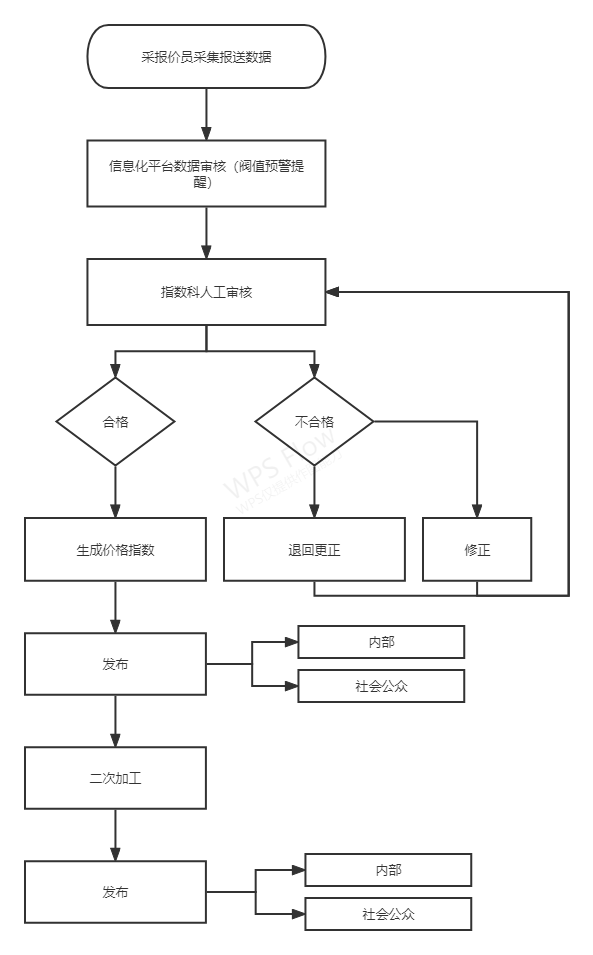 采报价员采集报送数据
信息化平台数据审核（阀值预警提
醒）
指数科人工审核
合格
不合格
WPS Flow
生成价格指数
退回更正
修正
发布
内部
社会公众
二次加工
发布
内部
社会公众